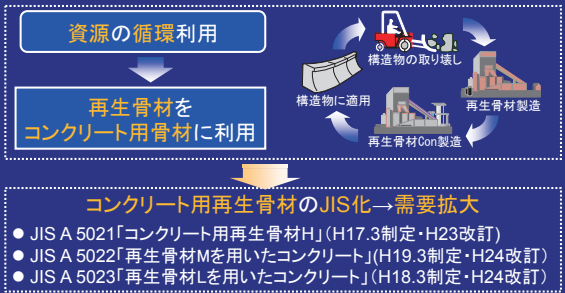 資源の循環利用
再生骨材を
コンクリート用骨材に利用
構造物の取り壊し
再生骨材製造
再生骨材Con製造
構造物に適用
コンクリート用再生骨材のJIS化→需要拡大
● JIS A 5021「コンクリート用再生骨材H」(H17.3制定・H23改訂)
● JIS A 5022「再生骨材Mを用いたコンクリート」(H19.3制定・H24改訂)
● JIS A 5023「再生骨材Lを用いたコンクリート」(H18.3制定・H24改訂)